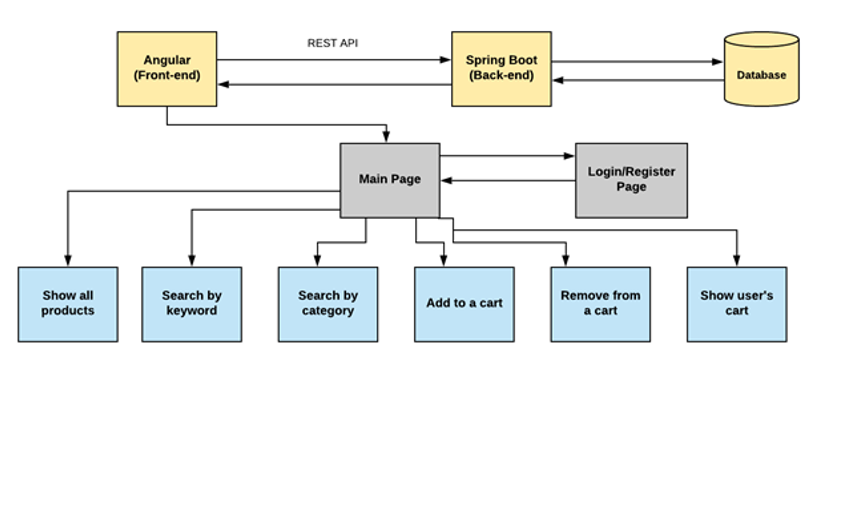 REST API
Angular
(Front-end)
Spring Boot
(Back-end)
Database
Main Page
Login/Register
Page
Show all
products
Search by
keyword
Search by
category
Add to a cart
Remove from
a cart
Show user's
cart